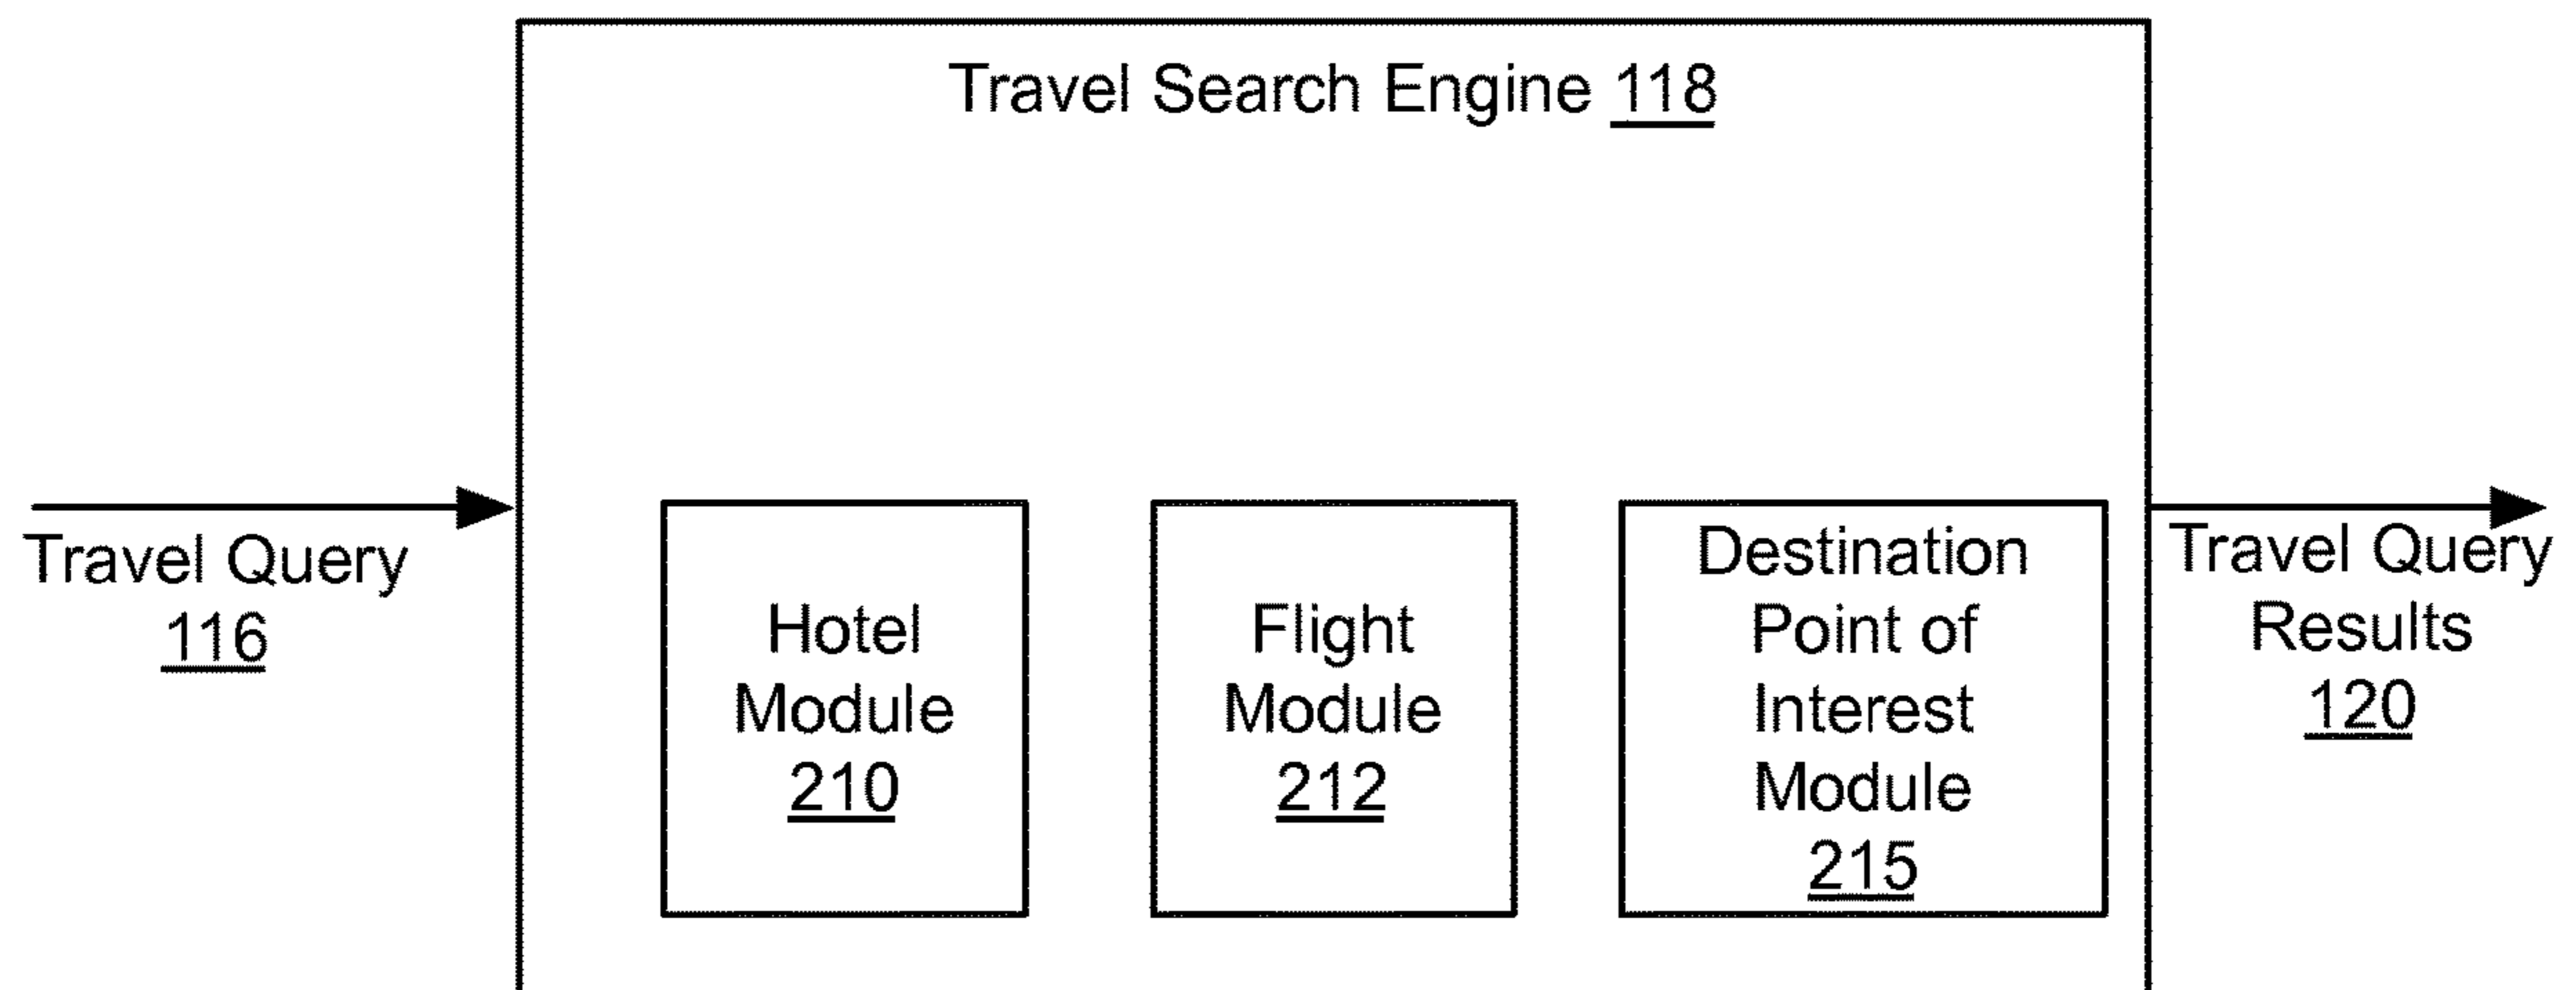 Travel Search Engine 118
Travel Query
116
Hotel
Module
210
Flight
Module
212
Destination
Point of
Interest
Module
215
Travel Query
Results
120